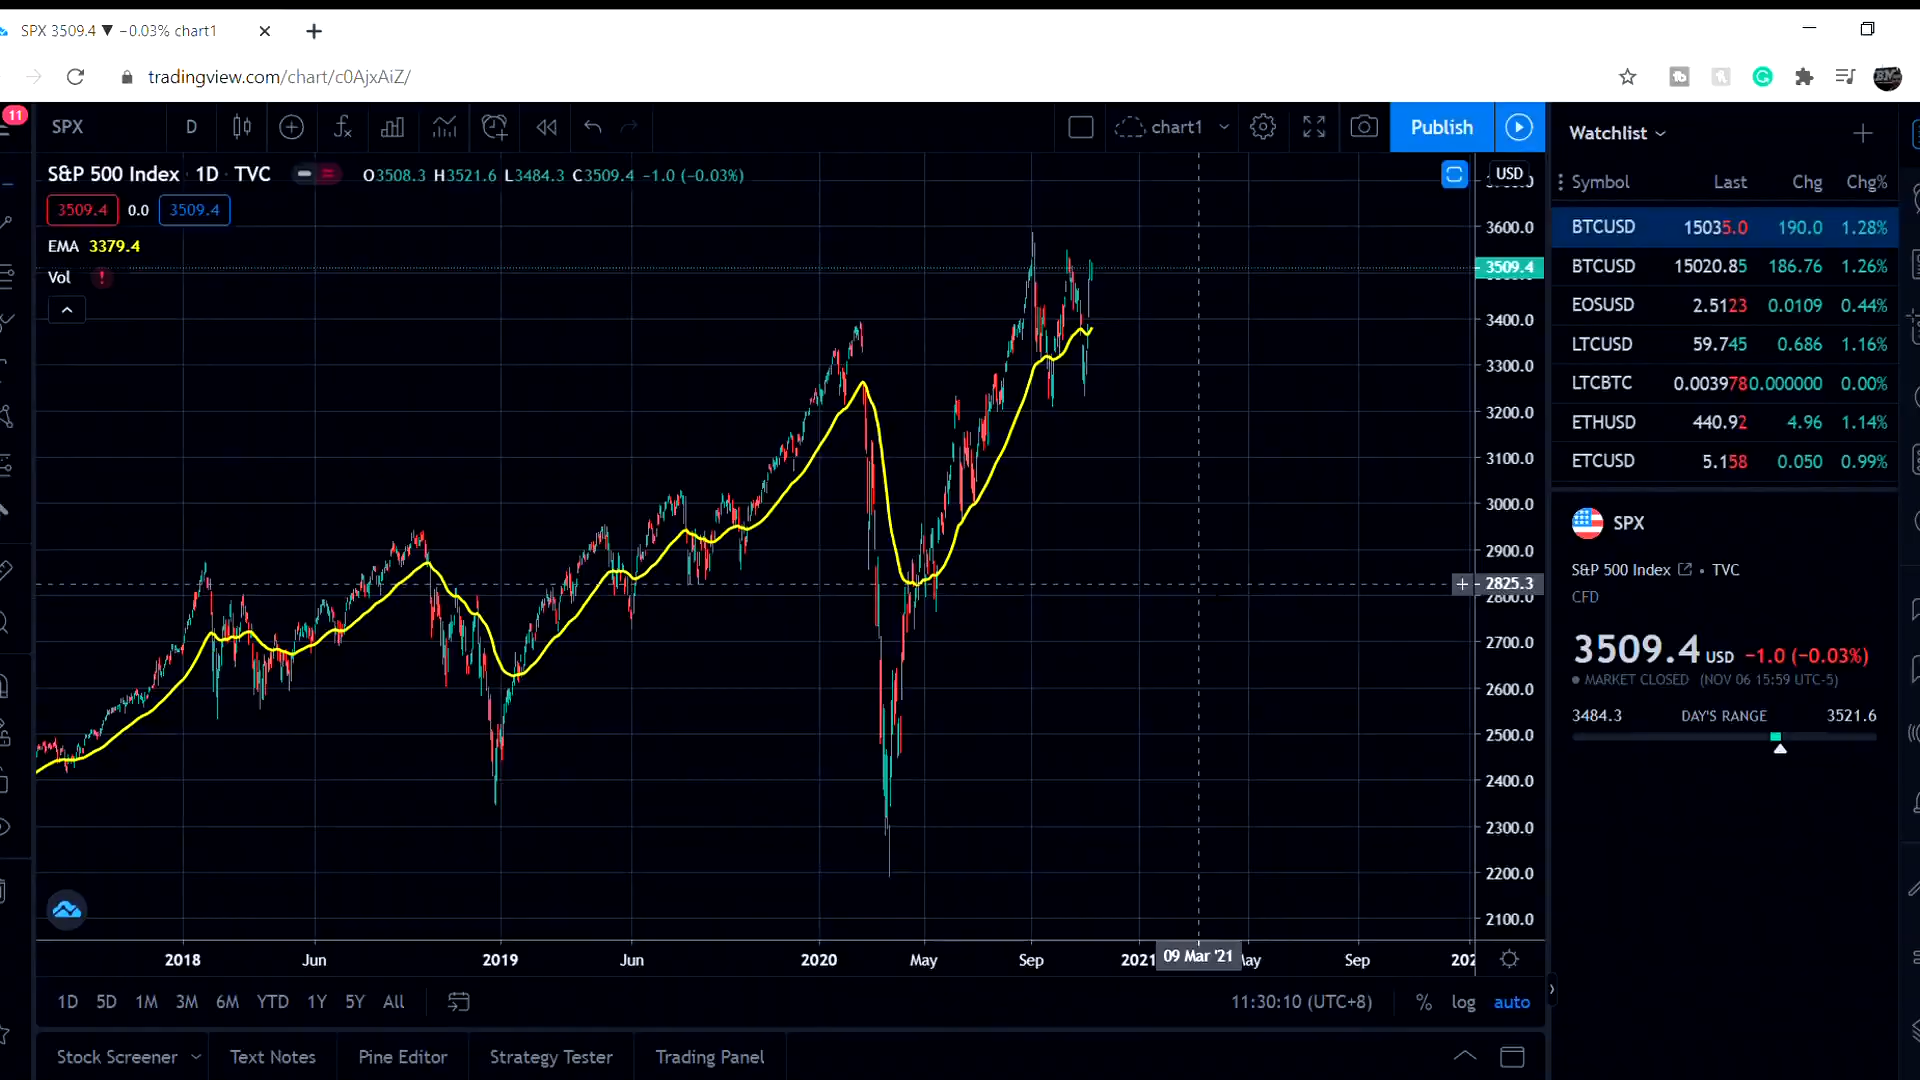 SPX 3509.4 ▼ −0.03% chart1
tradingview.com/chart/c0AjxAiZ/
11
SPX D chart1 Publish
S&P 500 Index 1D TVC O3508.3 H3521.6 L3484.3 C3509.4 −1.0 (−0.03%)
3509.4 0.0 3509.4
EMA 3379.4
Vol !
USD
3600.0
3509.4
3400.0
3300.0
3200.0
3100.0
3000.0
2900.0
2825.3
2800.0
2700.0
2600.0
2500.0
2400.0
2300.0
2200.0
2100.0
2018 Jun 2019 Jun 2020 May Sep 2021 09 Mar '21 Sep
1D 5D 1M 3M 6M YTD 1Y 5Y All
11:30:10 (UTC+8) % log auto
Stock Screener Text Notes Pine Editor Strategy Tester Trading Panel
Watchlist
Symbol Last Chg Chg%
BTCUSD 15035.0 190.0 1.28%
BTCUSD 15020.85 186.76 1.26%
EOSUSD 2.5123 0.0109 0.44%
LTCUSD 59.745 0.686 1.16%
LTCBTC 0.003978 0.000000 0.00%
ETHUSD 440.92 4.96 1.14%
ETCUSD 5.158 0.050 0.99%
SPX
S&P 500 Index • TVC
CFD
3509.4 USD −1.0 (−0.03%)
MARKET CLOSED (NOV 06 15:59 UTC-5)
3484.3 DAY'S RANGE 3521.6